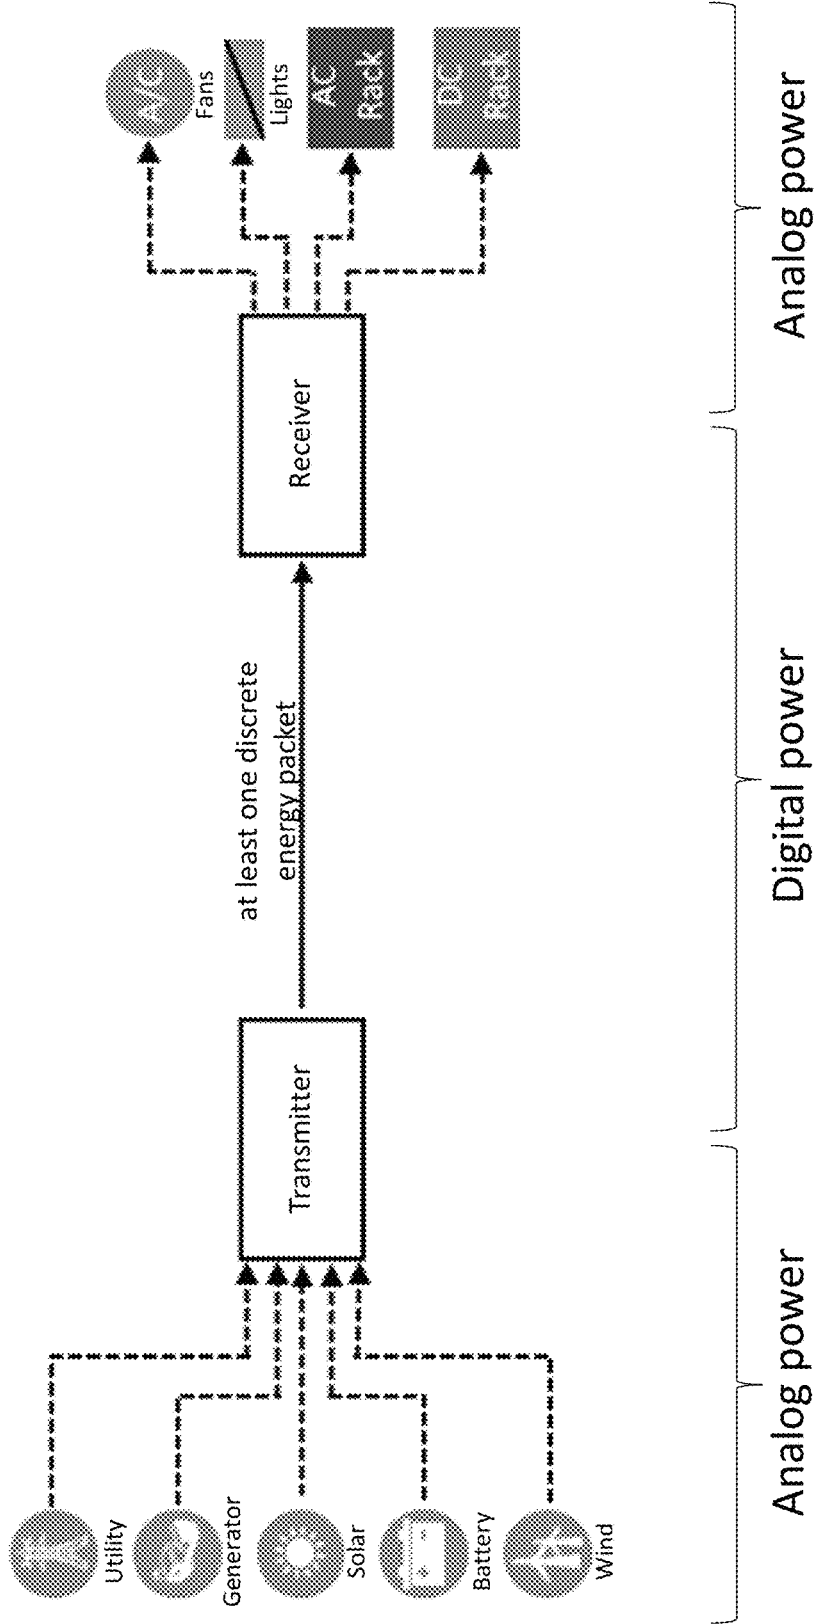 Utility
Generator
Solar
Battery
Wind
Transmitter
at least one discrete
energy packet
Receiver
A/C
Fans
Lights
AC
Rack
DC
Rack
Analog power
Digital power
Analog power